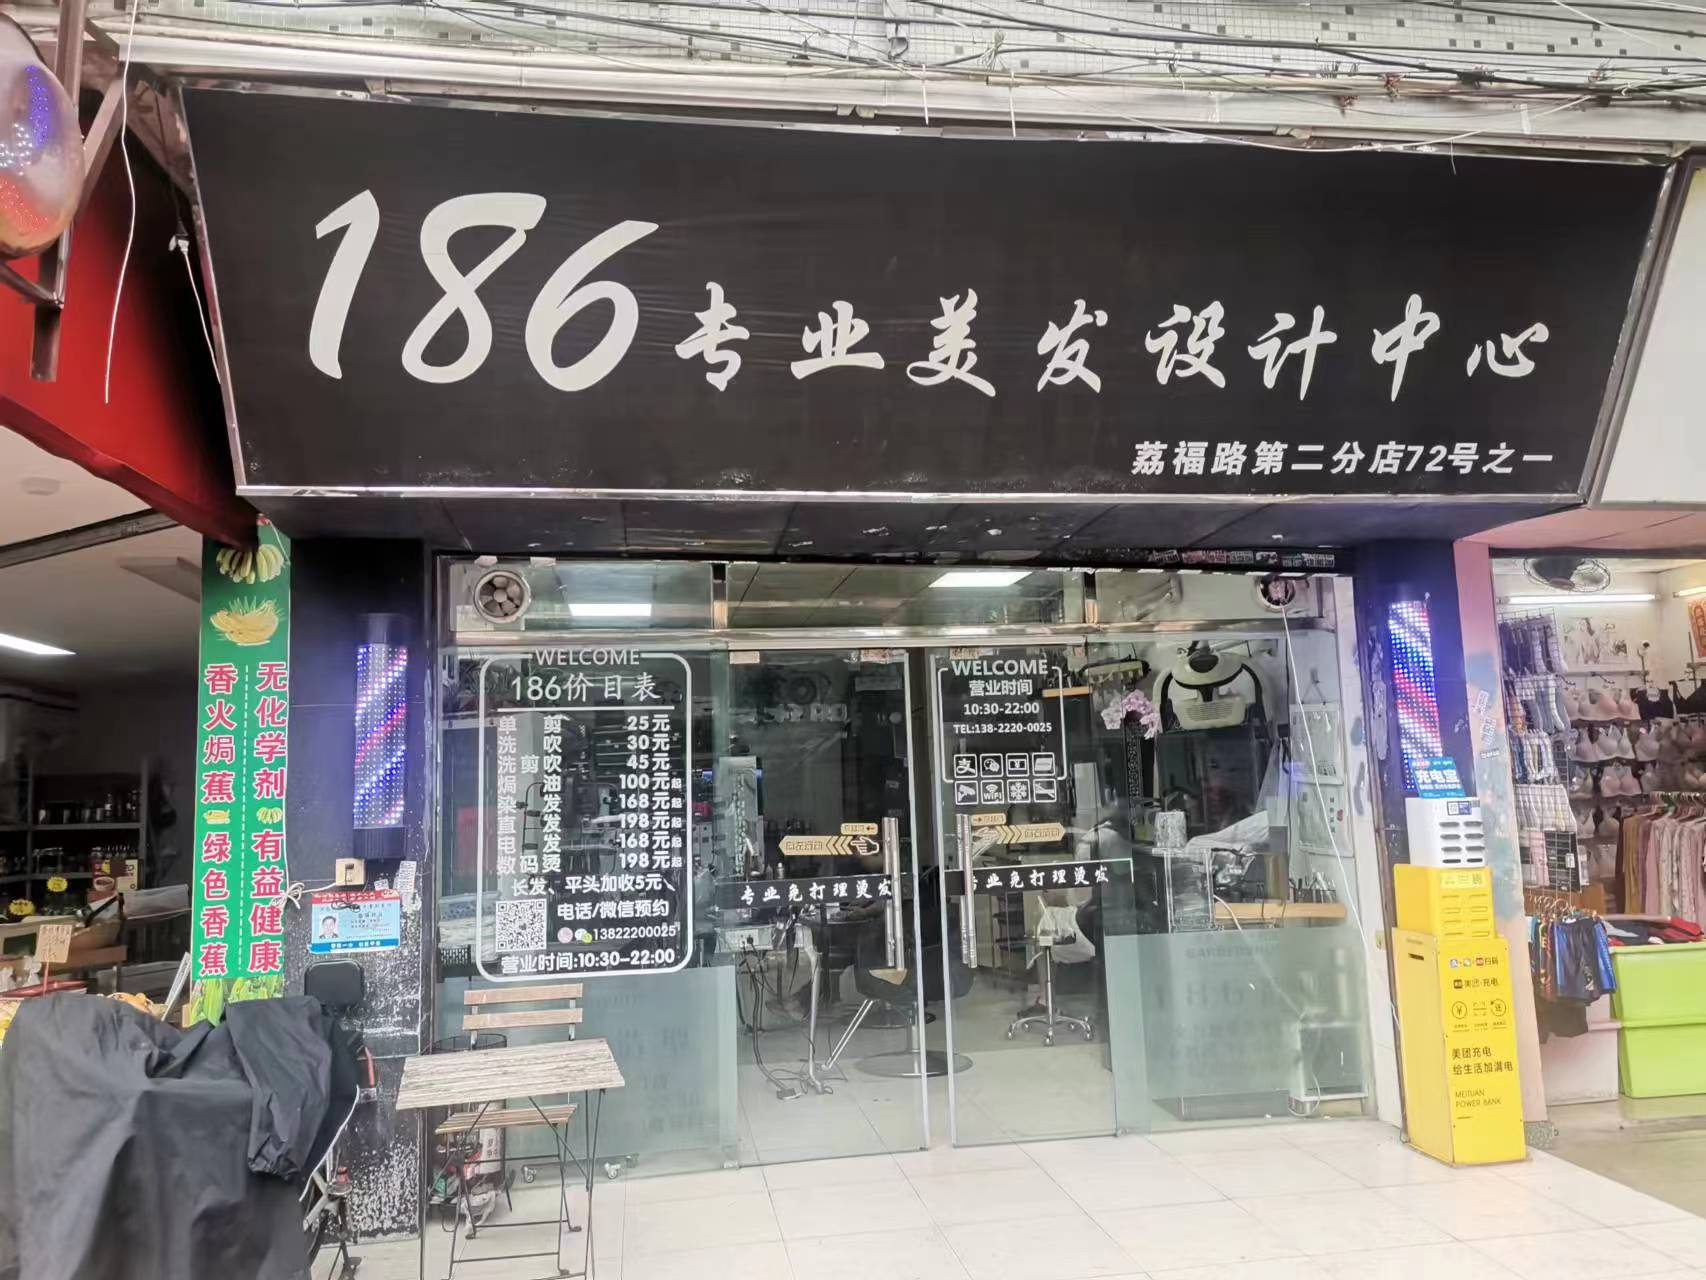 186专业美发设计中心
荔福路第二分店72号之一
无化学剂 有益健康
香火焗蕉 绿色香蕉
WELCOME
186价目表
单 剪 25元
洗 吹 30元
洗 剪 吹 45元
焗 油 100元起
染 发 168元起
直 发 198元起
电 发 168元起
数 码 烫 198元起
长发、平头加收5元、
电话/微信预约
13822200025
营业时间:10:30-22:00
WELCOME
营业时间
10:30-22:00
TEL:138-2220-0025
WiFi
专业免打理烫发
业免打理烫发
充电宝
美团·充电
美团充电
给生活加满电
MEITUAN
POWER BANK